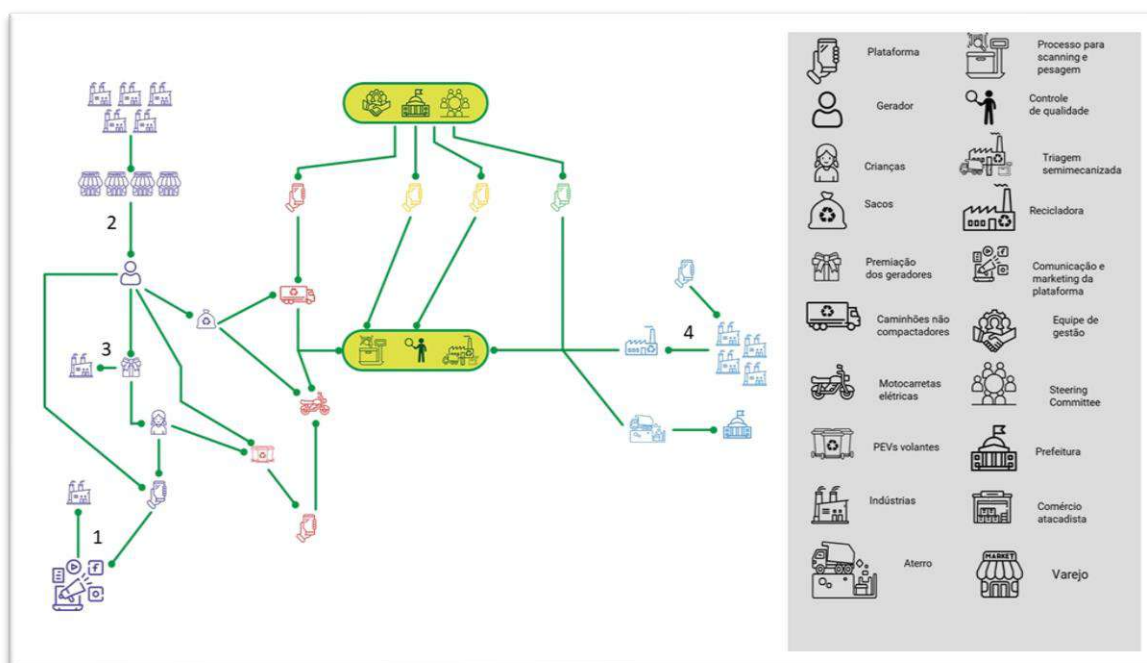 2
3
1
4
Plataforma
Processo para
scanning e
pesagem
Gerador
Controle
de qualidade
Crianças
Triagem
semimecanizada
Sacos
Recicladora
Premiação
dos geradores
Comunicação e
marketing da
plataforma
Caminhões não
compactadores
Equipe de
gestão
Motocarretas
elétricas
Steering
Committee
PEVs volantes
Prefeitura
Indústrias
Comércio
atacadista
Aterro
MARKET
Varejo